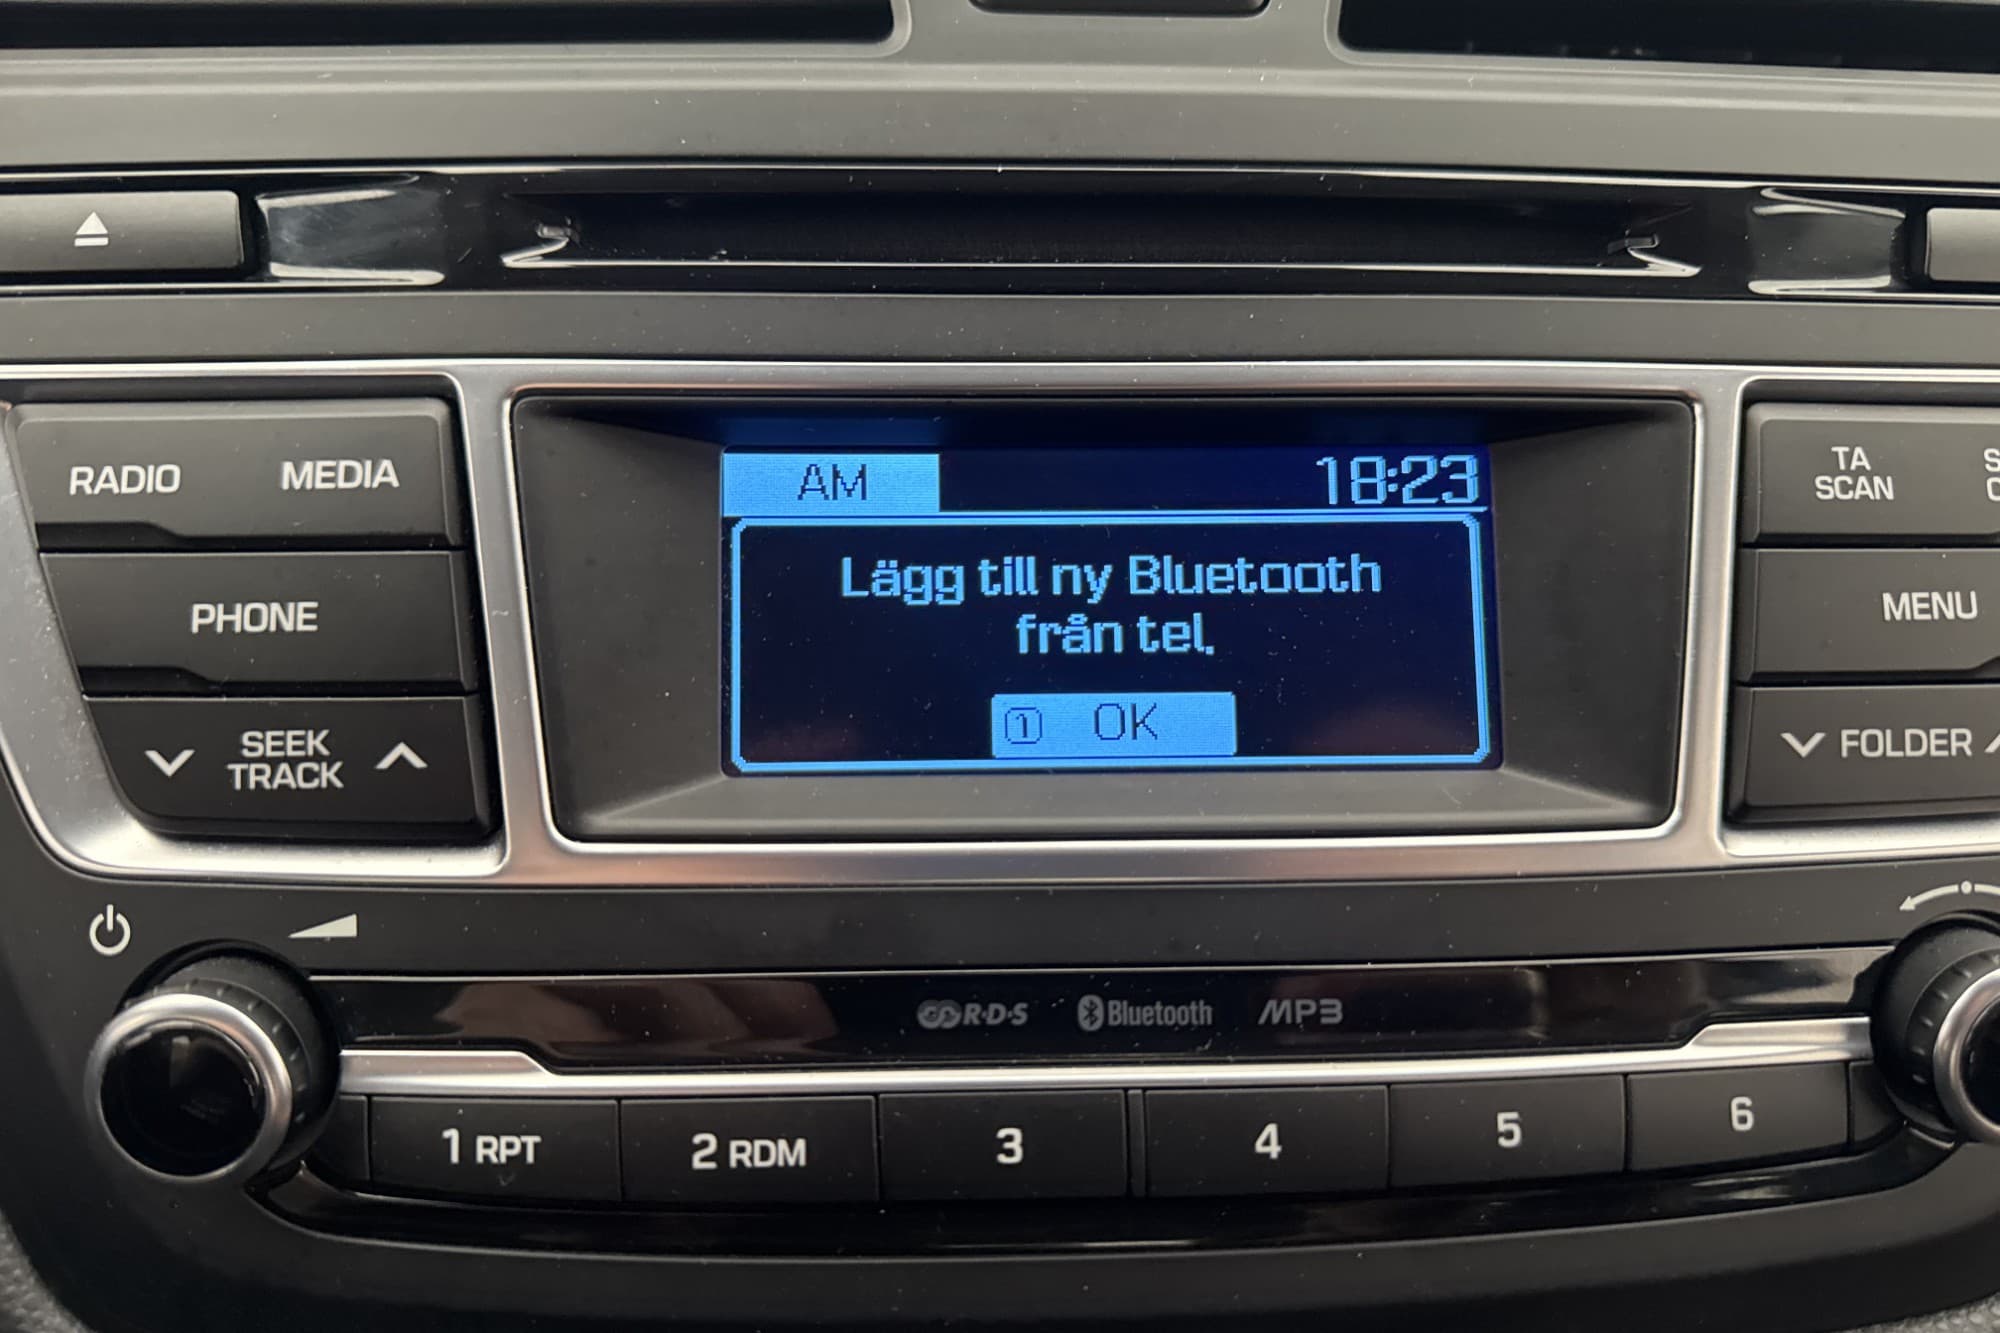 RADIO MEDIA
PHONE
SEEK
TRACK
AM 18:23
Lägg till ny Bluetooth
från tel.
1 OK
TA
SCAN
MENU
FOLDER
R·D·S Bluetooth MP3
1 RPT 2 RDM 3 4 5 6